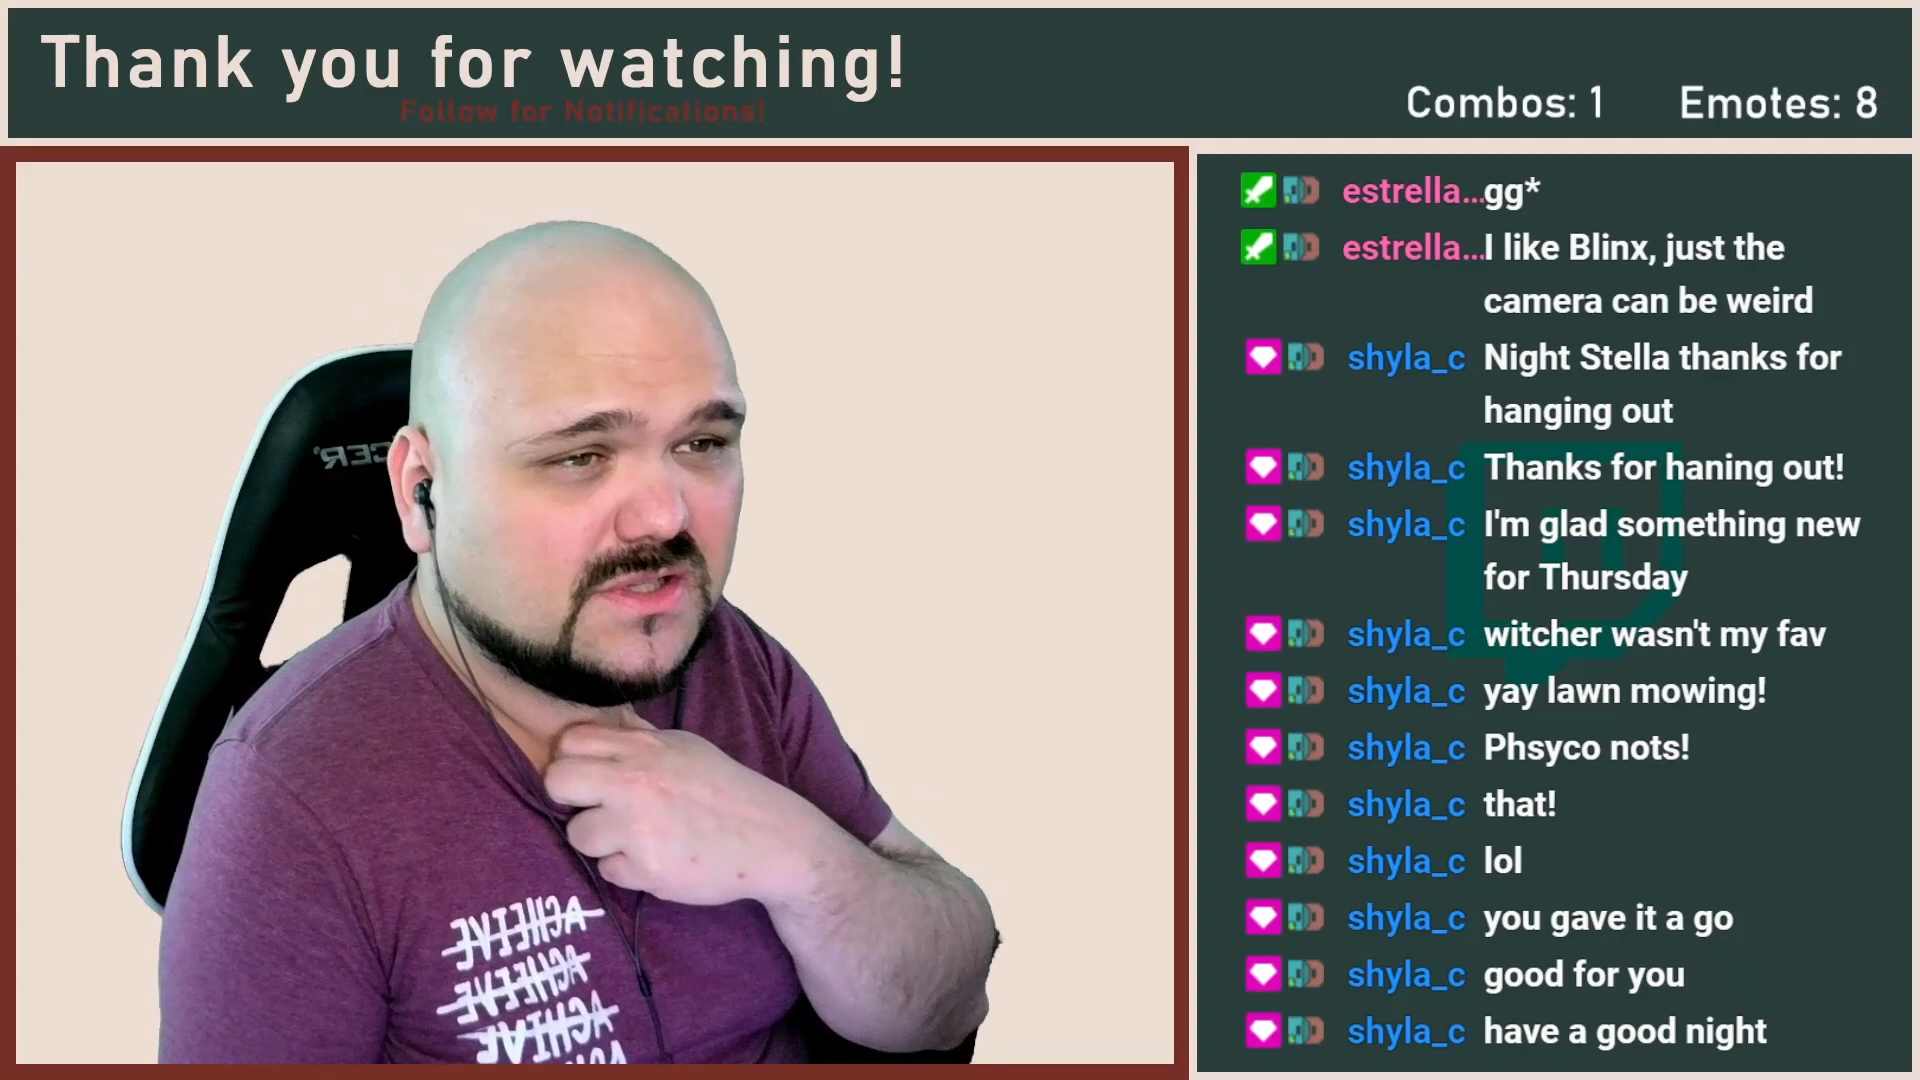 Thank you for watching!
Follow for Notifications!
Combos: 1
Emotes: 8
estrella... gg*
estrella... I like Blinx, just the
camera can be weird
shyla_c Night Stella thanks for
hanging out
shyla_c Thanks for haning out!
shyla_c I'm glad something new
for Thursday
shyla_c witcher wasn't my fav
shyla_c yay lawn mowing!
shyla_c Phsyco nots!
shyla_c that!
shyla_c lol
shyla_c you gave it a go
shyla_c good for you
shyla_c have a good night
ACHEIVE
ACHEEVE
ACHIVE